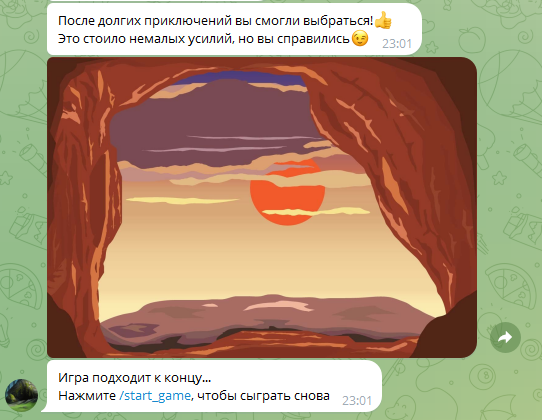 После долгих приключений вы смогли выбраться!👍
Это стоило немалых усилий, но вы справились😉
23:01
Игра подходит к концу...
Нажмите /start_game, чтобы сыграть снова
23:01